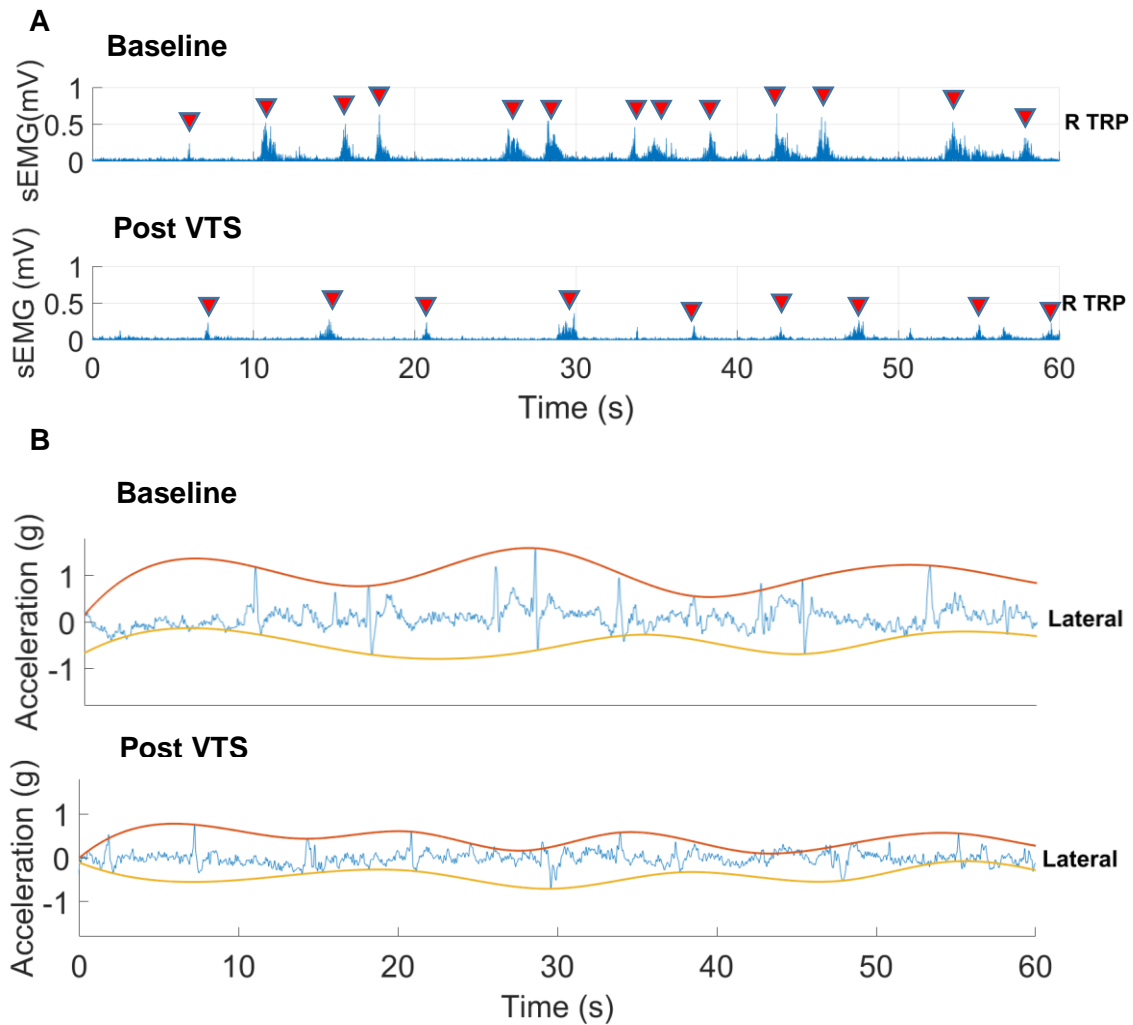 A
Baseline
sEMG(mV)
1
0.5
0
R TRP
Post VTS
sEMG (mV)
1
0.5
0
R TRP
0 10 20 30 40 50 60
Time (s)
B
Baseline
Acceleration (g)
1
0
-1
Lateral
Post VTS
Acceleration (g)
1
0
-1
Lateral
0 10 20 30 40 50 60
Time (s)